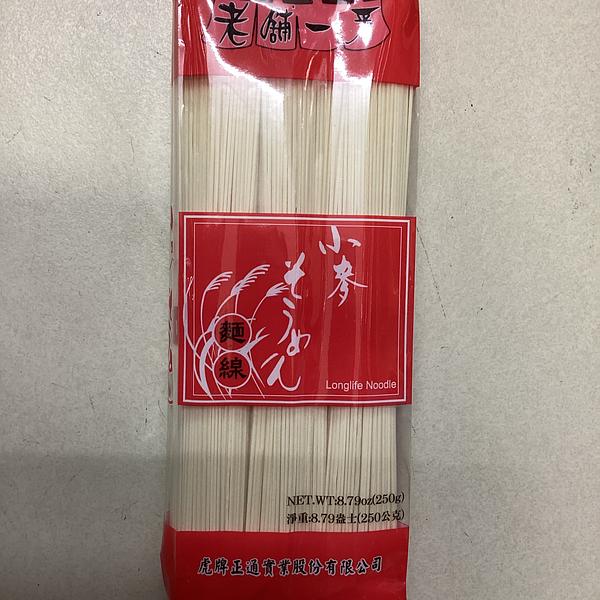 老舖一
小麥
そうめん
麵線
Longlife Noodle
NET.WT:8.79oz(250g)
淨重:8.79盎士(250公克)
虎牌正通實業股份有限公司